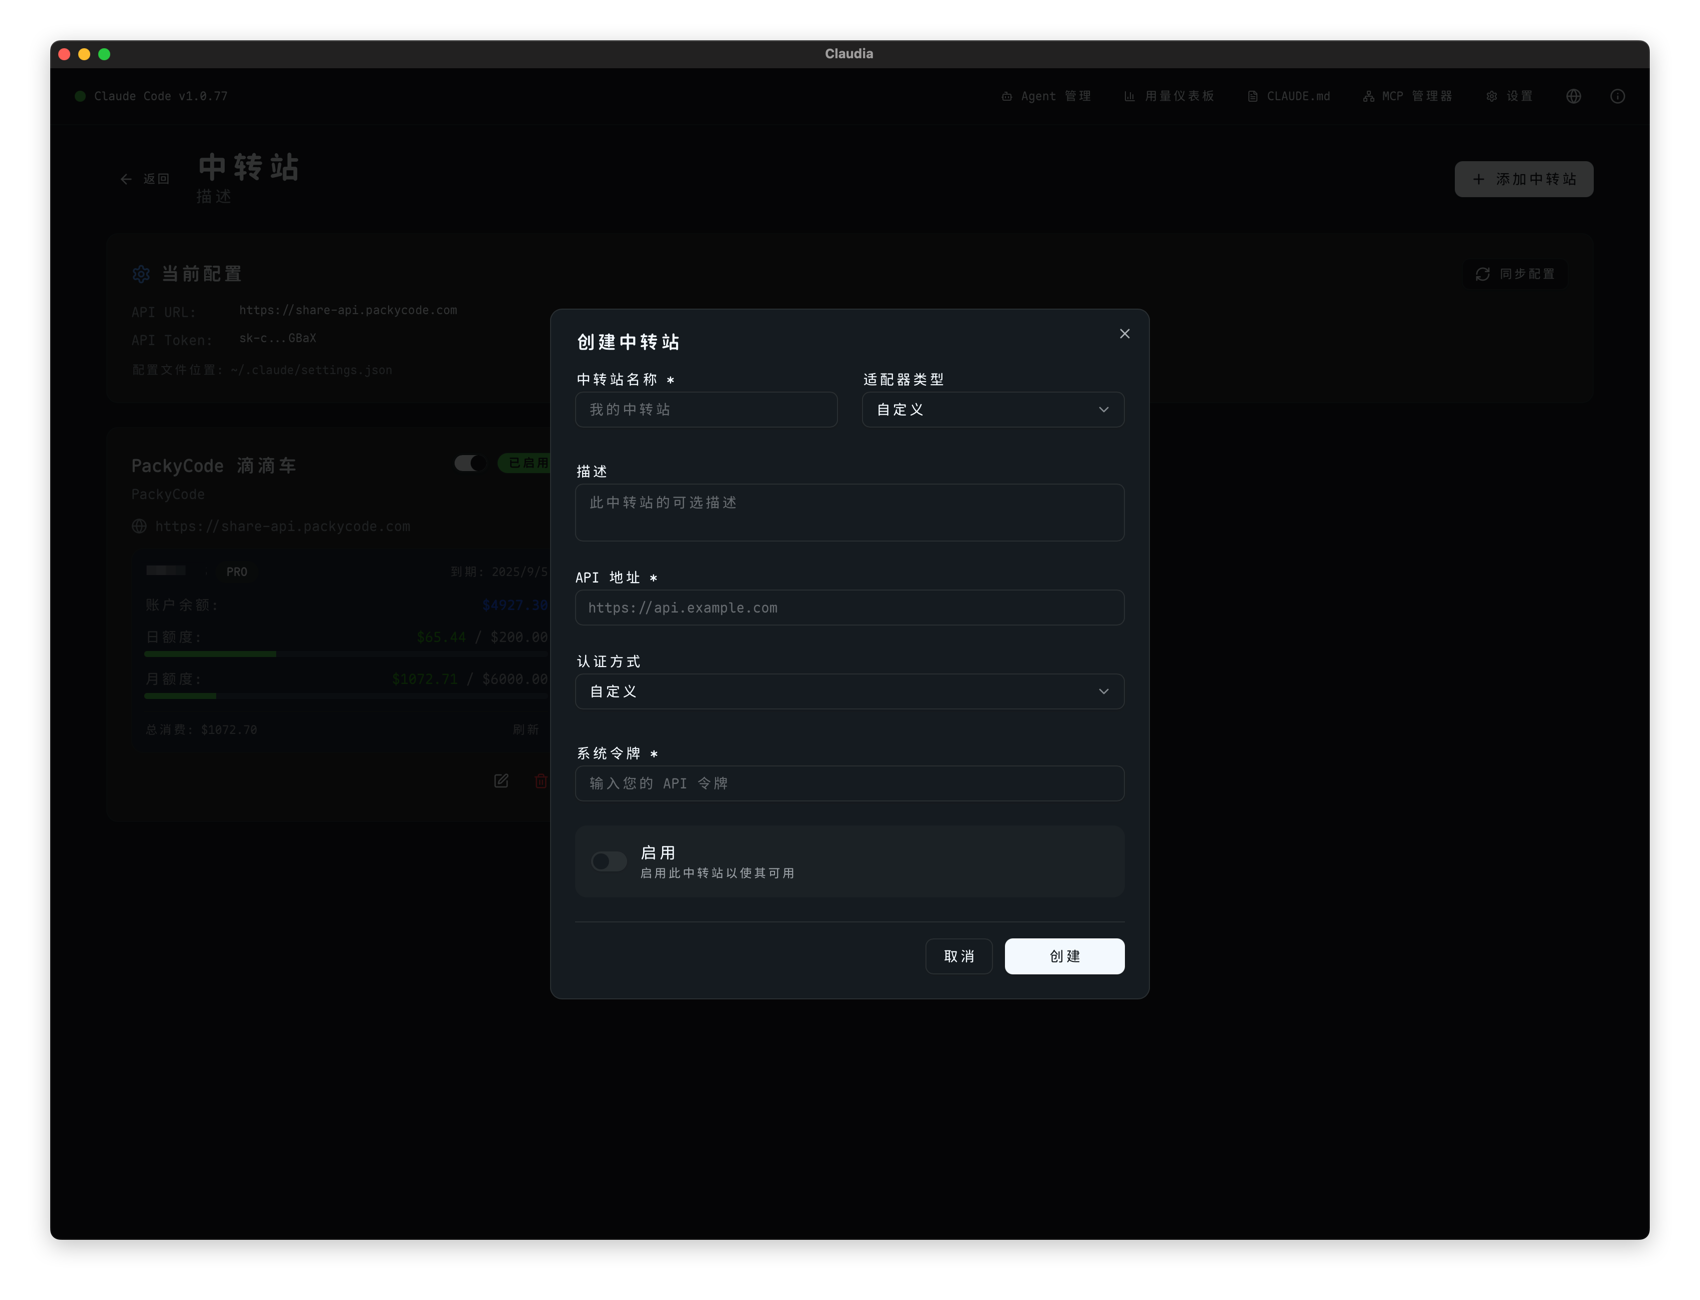 Claudia
Claude Code v1.0.77
Agent 管理
用量仪表板
CLAUDE.md
MCP 管理器
设置
返回
中转站
描述
添加中转站
当前配置
同步配置
API URL: https://share-api.packycode.com
API Token: sk-c...GBaX
配置文件位置: ~/.claude/settings.json
PackyCode 滴滴车
已启用
PackyCode
https://share-api.packycode.com
PRO
到期: 2025/9/5
账户余额: $4927.30
日额度: $65.44 / $200.00
月额度: $1072.71 / $6000.00
总消费: $1072.70
刷新
创建中转站
中转站名称 *
适配器类型
我的中转站
自定义
描述
此中转站的可选描述
API 地址 *
https://api.example.com
认证方式
自定义
系统令牌 *
输入您的 API 令牌
启用
启用此中转站以使其可用
取消
创建